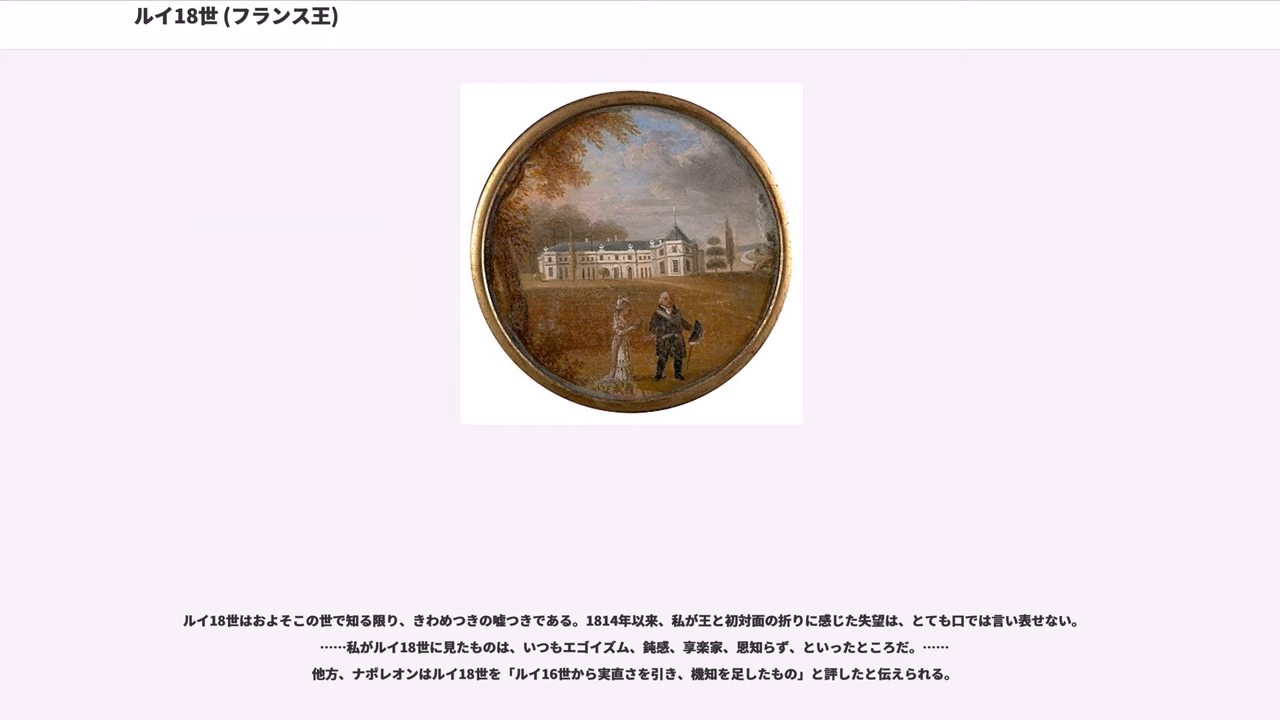 ルイ18世 (フランス王)
ルイ18世はおよそこの世で知る限り、きわめつきの嘘つきである。1814年以来、私が王と初対面の折りに感じた失望は、とても口では言い表せない。
……私がルイ18世に見たものは、いつもエゴイズム、鈍感、享楽家、恩知らず、といったところだ。……
他方、ナポレオンはルイ18世を「ルイ16世から実直さを引き、機知を足したもの」と評したと伝えられる。